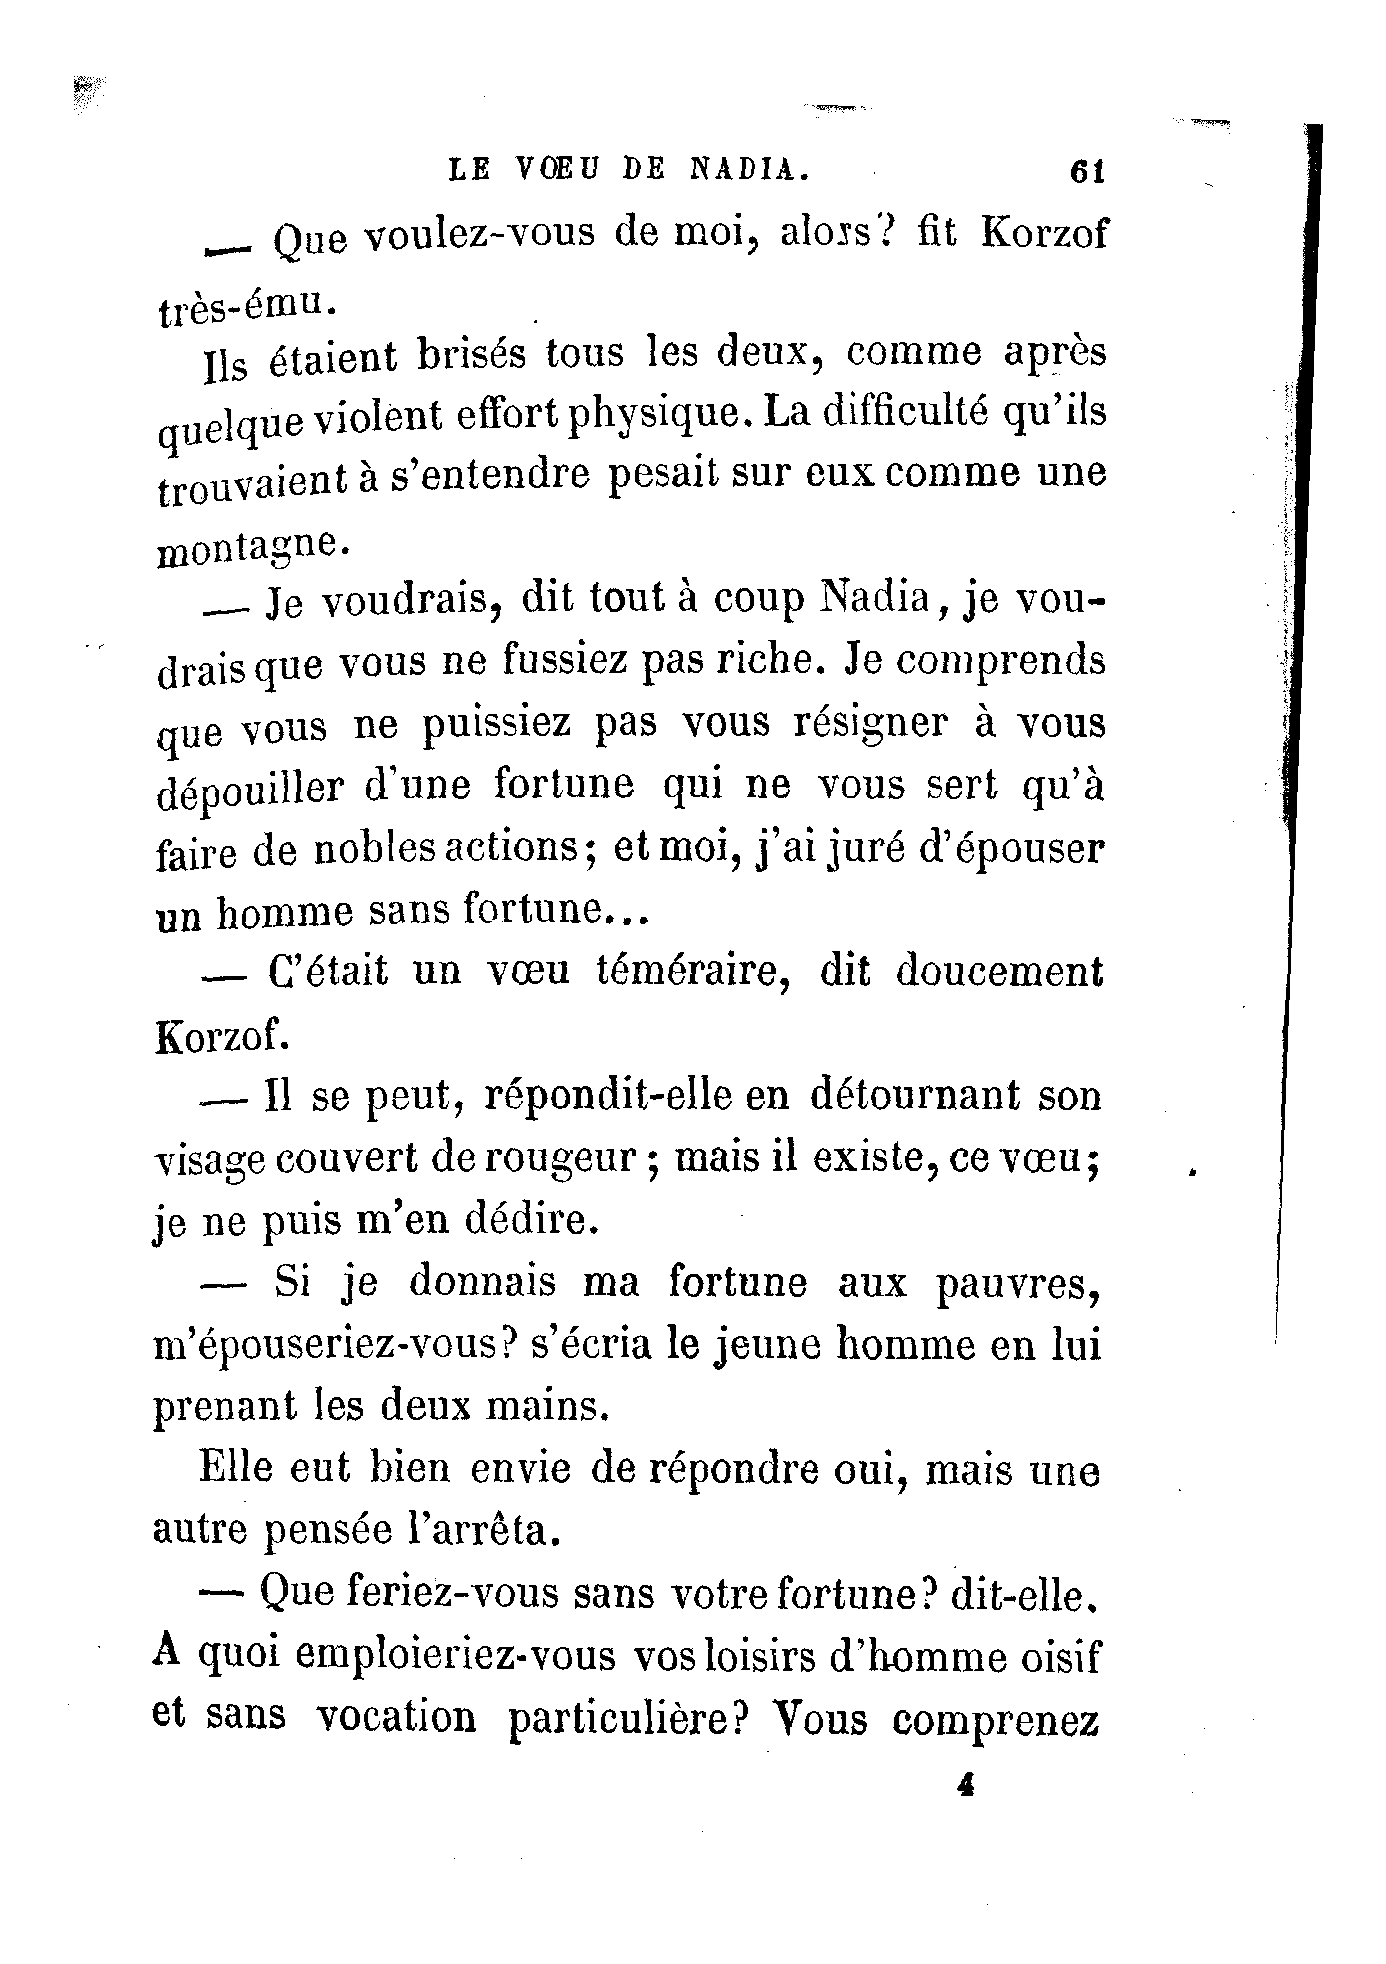 LE VŒU DE NADIA. 61
— Que voulez-vous de moi, alors? fit Korzof
très-ému.
Ils étaient brisés tous les deux, comme après
quelque violent effort physique. La difficulté qu'ils
trouvaient à s'entendre pesait sur eux comme une
montagne.
— Je voudrais, dit tout à coup Nadia, je vou-
drais que vous ne fussiez pas riche. Je comprends
que vous ne puissiez pas vous résigner à vous
dépouiller d'une fortune qui ne vous sert qu'à
faire de nobles actions; et moi, j'ai juré d'épouser
un homme sans fortune...
— C'était un vœu téméraire, dit doucement
Korzof.
— Il se peut, répondit-elle en détournant son
visage couvert de rougeur; mais il existe, ce vœu;
je ne puis m'en dédire.
— Si je donnais ma fortune aux pauvres,
m'épouseriez-vous? s'écria le jeune homme en lui
prenant les deux mains.
Elle eut bien envie de répondre oui, mais une
autre pensée l'arrêta.
— Que feriez-vous sans votre fortune? dit-elle.
A quoi emploieriez-vous vos loisirs d'homme oisif
et sans vocation particulière? Vous comprenez
4